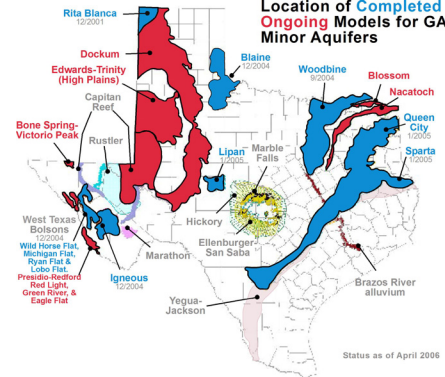 Location of Completed
Ongoing Models for GA
Minor Aquifers
Rita Blanca
12/2001
Dockum
Edwards-Trinity
(High Plains)
Capitan
Reef
Bone Spring-
Victorio Peak
Rustler
Blaine
12/2004
Woodbine
9/2004
Blossom
Nacatoch
Queen
City
1/2005
Sparta
1/2005
Lipan
1/2005
Marble
Falls
Hickory
Ellenburger
San Saba
West Texas
Bolsons
12/2004
Wild Horse Flat,
Michigan Flat,
Ryan Flat &
Lobo Flat.
Presidio-Redford
Red Light,
Green River, &
Eagle Flat
Igneous
12/2004
Marathon
Yegua-
Jackson
Brazos River
alluvium
Status as of April 2006